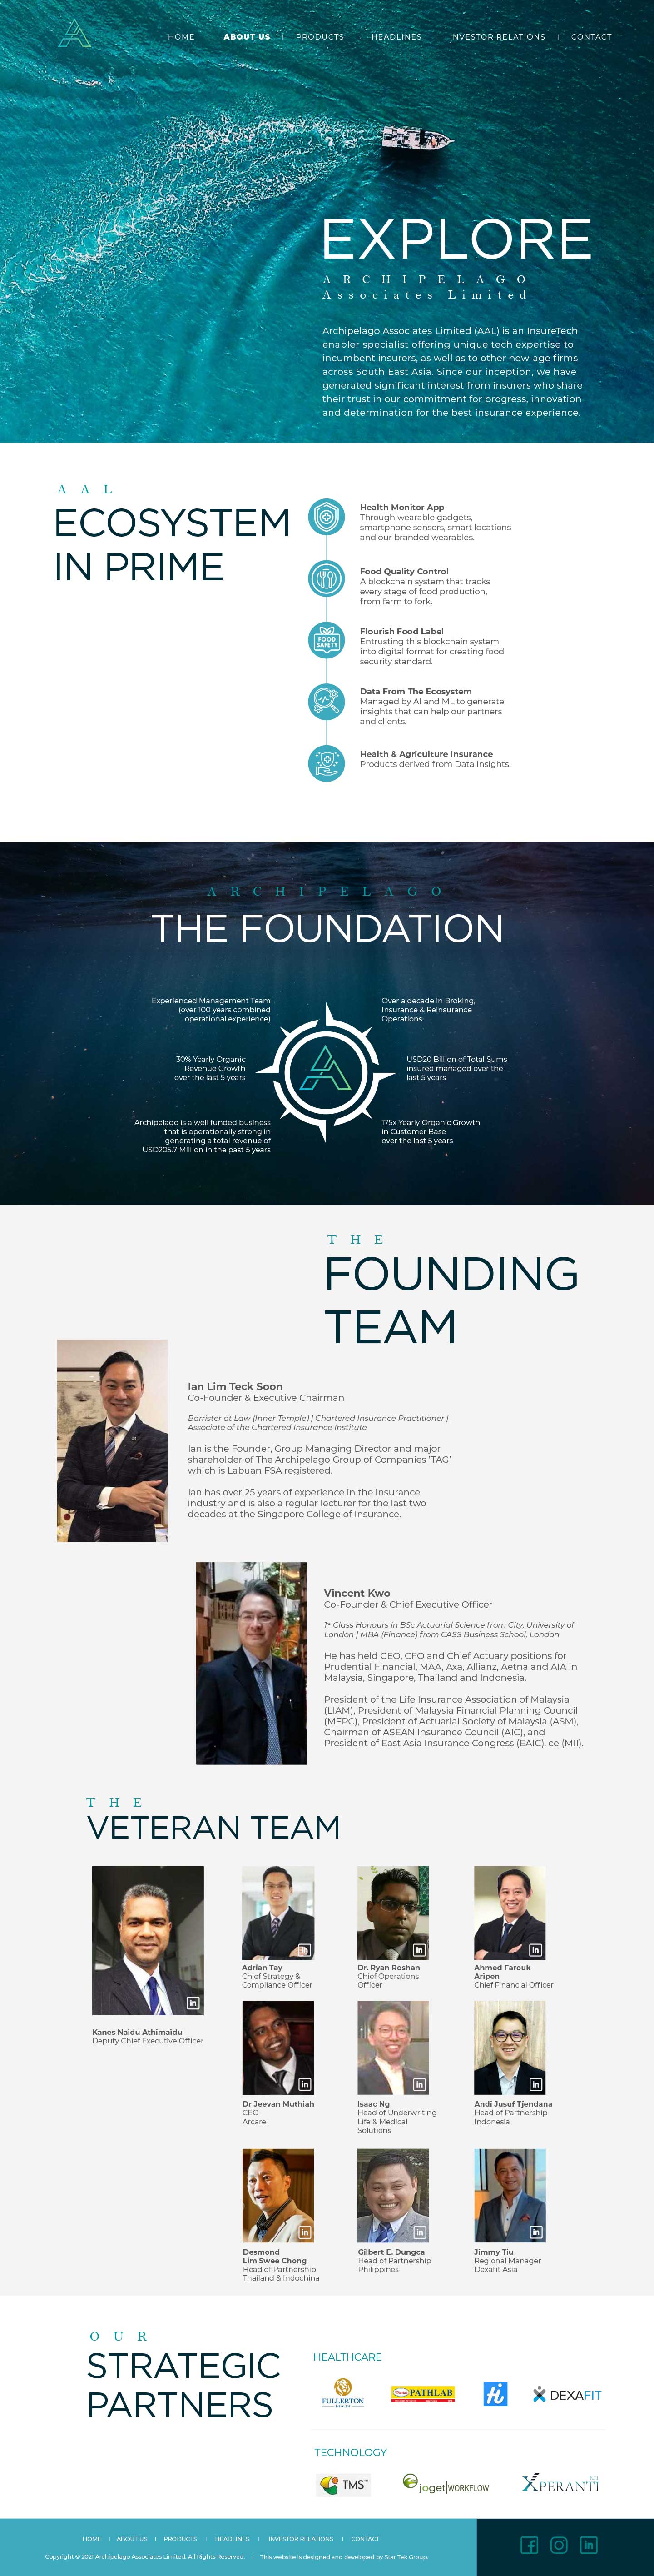 HOME | ABOUT US | PRODUCTS | HEADLINES | INVESTOR RELATIONS | CONTACT
EXPLORE
ARCHIPELAGO
Associates Limited
Archipelago Associates Limited (AAL) is an InsureTech
enabler specialist offering unique tech expertise to
incumbent insurers, as well as to other new-age firms
across South East Asia. Since our inception, we have
generated significant interest from insurers who share
their trust in our commitment for progress, innovation
and determination for the best insurance experience.
AAL
ECOSYSTEM
IN PRIME
Health Monitor App
Through wearable gadgets,
smartphone sensors, smart locations
and our branded wearables.
Food Quality Control
A blockchain system that tracks
every stage of food production,
from farm to fork.
FOOD
SAFETY
Flourish Food Label
Entrusting this blockchain system
into digital format for creating food
security standard.
Data From The Ecosystem
Managed by AI and ML to generate
insights that can help our partners
and clients.
Health & Agriculture Insurance
Products derived from Data Insights.
ARCHIPELAGO
THE FOUNDATION
Experienced Management Team
(over 100 years combined
operational experience)
Over a decade in Broking,
Insurance & Reinsurance
Operations
30% Yearly Organic
Revenue Growth
over the last 5 years
USD20 Billion of Total Sums
insured managed over the
last 5 years
Archipelago is a well funded business
that is operationally strong in
generating a total revenue of
USD205.7 Million in the past 5 years
175x Yearly Organic Growth
in Customer Base
over the last 5 years
THE
FOUNDING
TEAM
Ian Lim Teck Soon
Co-Founder & Executive Chairman
Barrister at Law (Inner Temple) | Chartered Insurance Practitioner |
Associate of the Chartered Insurance Institute
Ian is the Founder, Group Managing Director and major
shareholder of The Archipelago Group of Companies 'TAG'
which is Labuan FSA registered.
Ian has over 25 years of experience in the insurance
industry and is also a regular lecturer for the last two
decades at the Singapore College of Insurance.
Vincent Kwo
Co-Founder & Chief Executive Officer
1st Class Honours in BSc Actuarial Science from City, University of
London | MBA (Finance) from CASS Business School, London
He has held CEO, CFO and Chief Actuary positions for
Prudential Financial, MAA, Axa, Allianz, Aetna and AIA in
Malaysia, Singapore, Thailand and Indonesia.
President of the Life Insurance Association of Malaysia
(LIAM), President of Malaysia Financial Planning Council
(MFPC), President of Actuarial Society of Malaysia (ASM),
Chairman of ASEAN Insurance Council (AIC), and
President of East Asia Insurance Congress (EAIC). ce (MII).
THE
VETERAN TEAM
in
Kanes Naidu Athimaidu
Deputy Chief Executive Officer
in
Adrian Tay
Chief Strategy &
Compliance Officer
in
Dr. Ryan Roshan
Chief Operations
Officer
in
Ahmed Farouk
Aripen
Chief Financial Officer
in
Dr Jeevan Muthiah
CEO
Arcare
in
Isaac Ng
Head of Underwriting
Life & Medical
Solutions
in
Andi Jusuf Tjendana
Head of Partnership
Indonesia
in
Desmond
Lim Swee Chong
Head of Partnership
Thailand & Indochina
in
Gilbert E. Dungca
Head of Partnership
Philippines
in
Jimmy Tiu
Regional Manager
Dexafit Asia
OUR
STRATEGIC
PARTNERS
HEALTHCARE
FULLERTON
HEALTH
PATHLAB
hi
DEXAFIT
TECHNOLOGY
TMS™
joget|WORKFLOW
XPERANTI
IOT
HOME | ABOUT US | PRODUCTS | HEADLINES | INVESTOR RELATIONS | CONTACT
Copyright © 2021 Archipelago Associates Limited. All Rights Reserved. | This website is designed and developed by Star Tek Group.
in